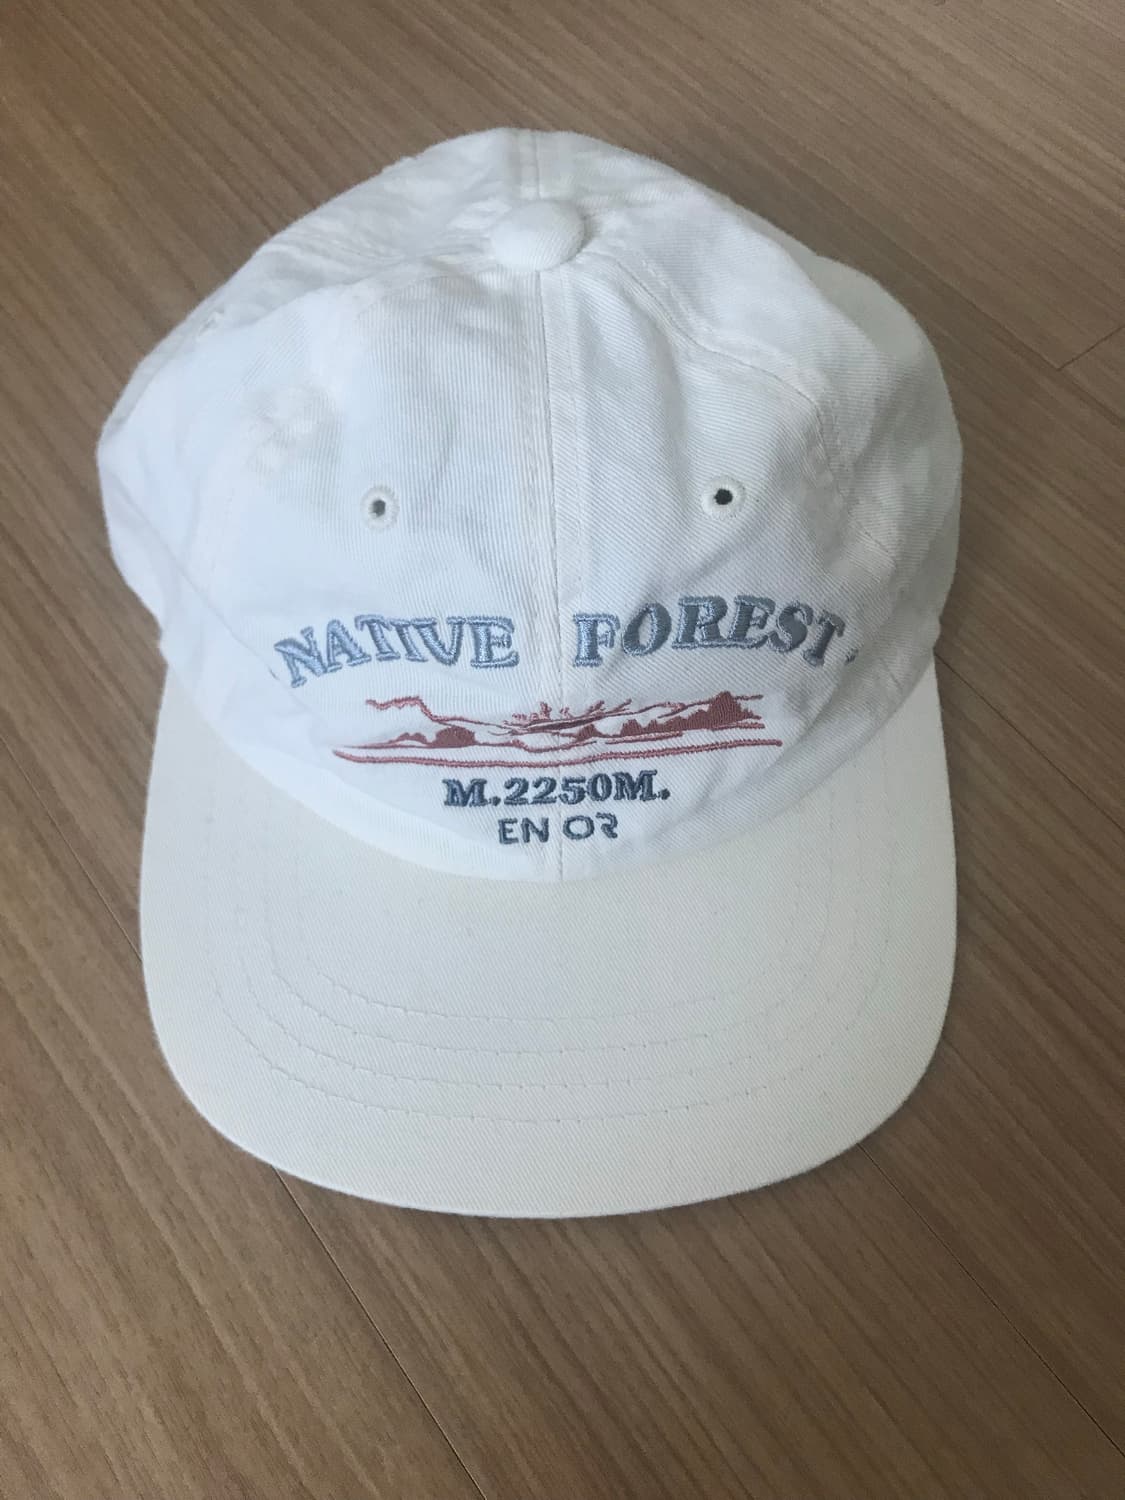 NATIVE FOREST
M.2250M.
EN OR